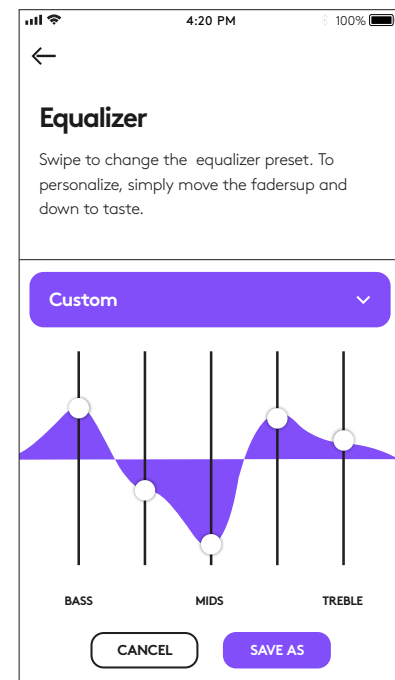 4:20 PM 100%
Equalizer
Swipe to change the equalizer preset. To
personalize, simply move the fadersup and
down to taste.
Custom
BASS MIDS TREBLE
CANCEL SAVE AS